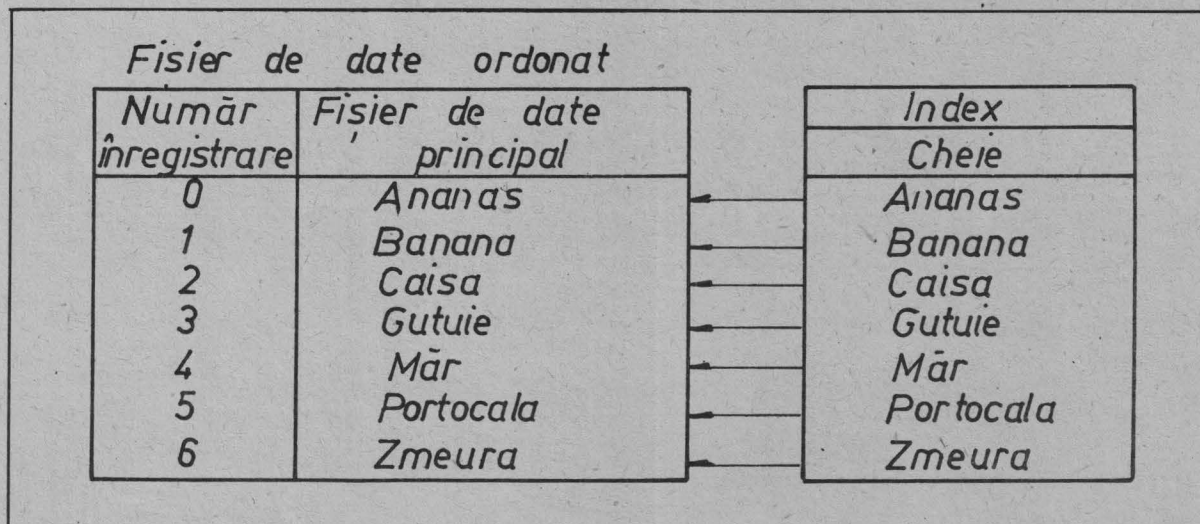 Fișier de date ordonat
Număr înregistrare
Fișier de date principal
0 Ananas
1 Banana
2 Caisa
3 Gutuie
4 Măr
5 Portocala
6 Zmeura
Index
Cheie
Ananas
Banana
Caisa
Gutuie
Măr
Portocala
Zmeura